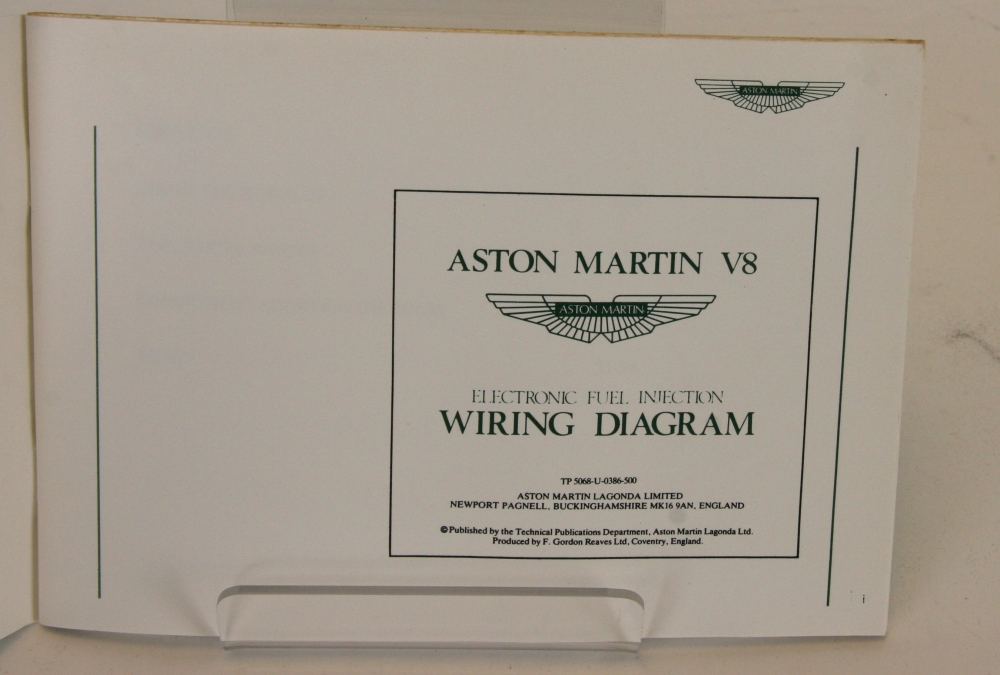 ASTON MARTIN
ASTON MARTIN V8
ASTON MARTIN
ELECTRONIC FUEL INJECTION
WIRING DIAGRAM
TP 5068-U-0386-500
ASTON MARTIN LAGONDA LIMITED
NEWPORT PAGNELL, BUCKINGHAMSHIRE MK16 9AN, ENGLAND
©Published by the Technical Publications Department, Aston Martin Lagonda Ltd.
Produced by F. Gordon Reaves Ltd, Coventry, England.
i